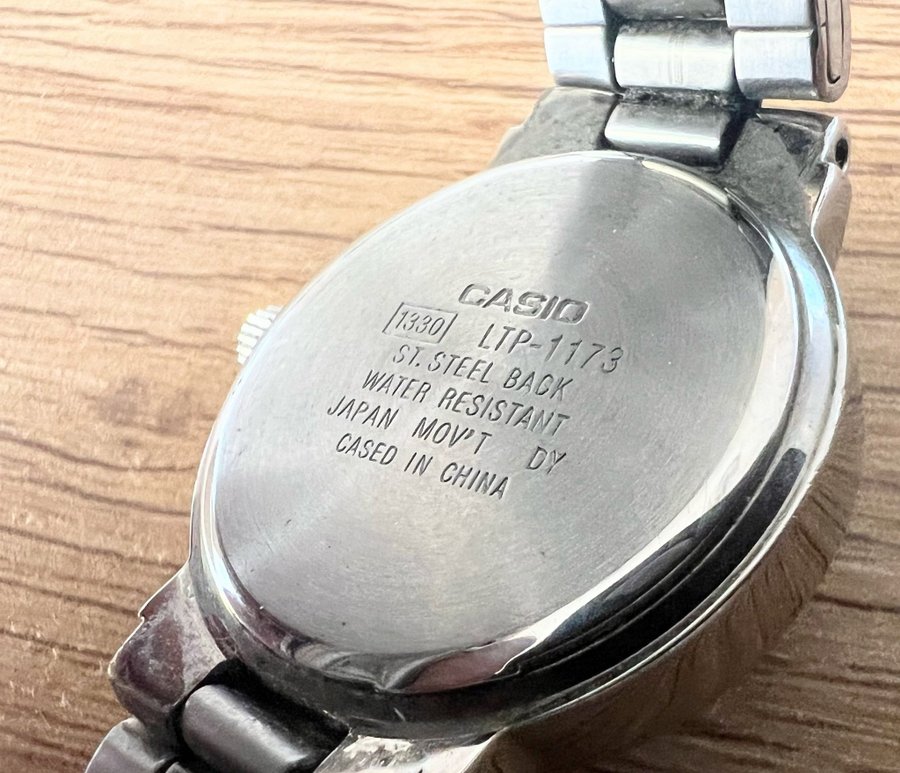 CASIO
1330 LTP-1173
ST. STEEL BACK
WATER RESISTANT
JAPAN MOV'T DY
CASED IN CHINA